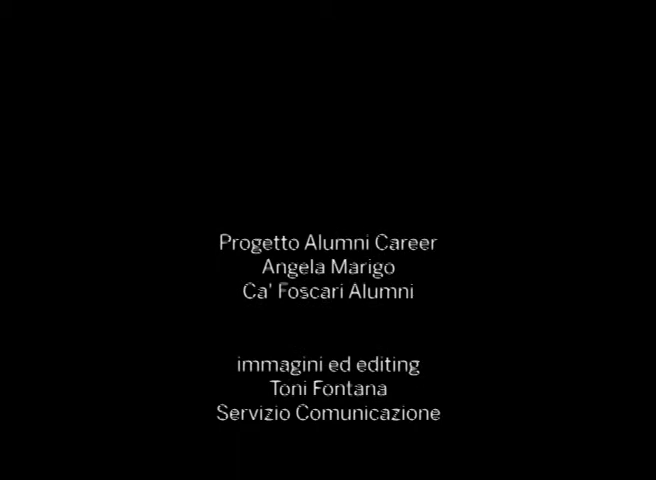 Progetto Alumni Career
Angela Marigo
Ca' Foscari Alumni
immagini ed editing
Toni Fontana
Servizio Comunicazione